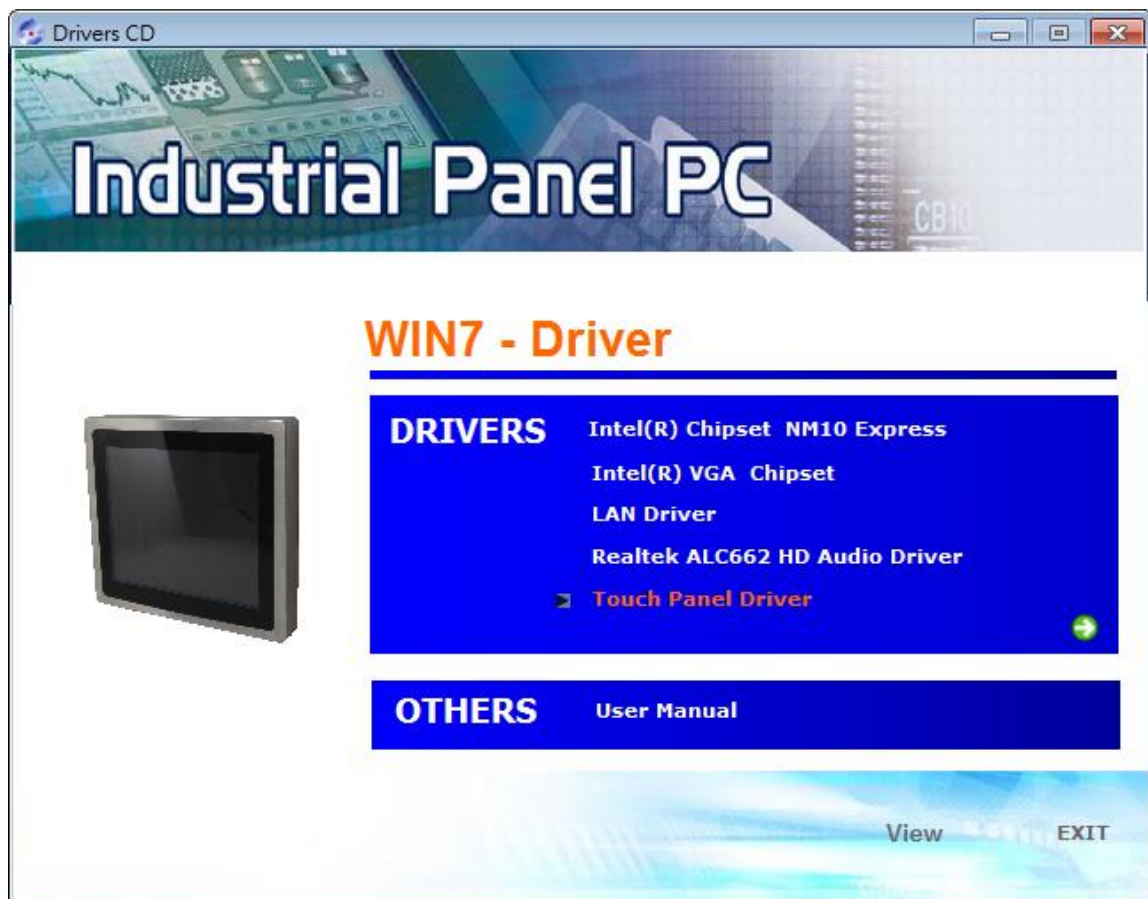 Drivers CD
Industrial Panel PC
CB10
WIN7 - Driver
DRIVERS
Intel(R) Chipset NM10 Express
Intel(R) VGA Chipset
LAN Driver
Realtek ALC662 HD Audio Driver
Touch Panel Driver
OTHERS
User Manual
View
EXIT